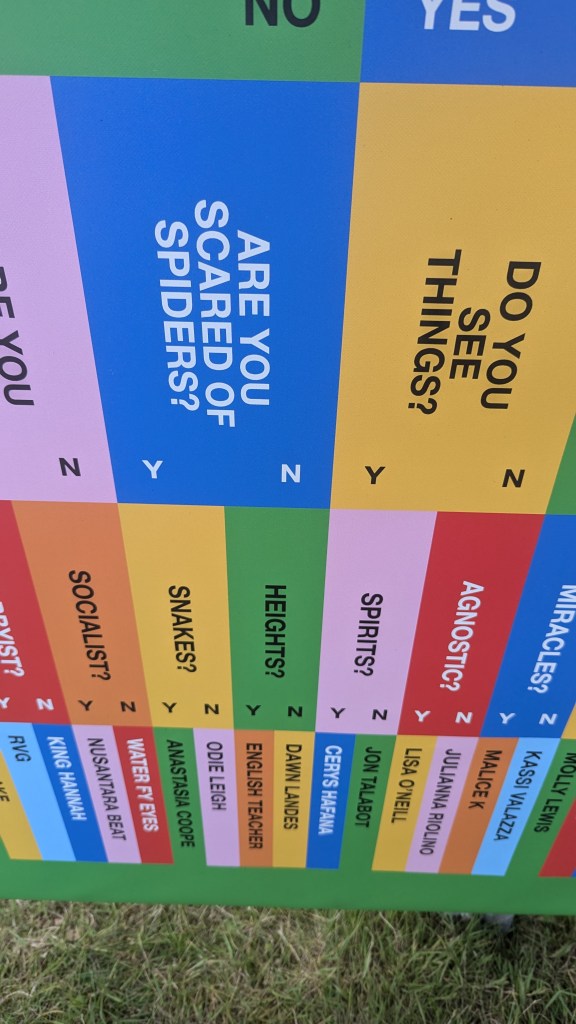 NO
YES
RE YOU
N
ARE YOU
SCARED OF
SPIDERS?
Y
N
DO YOU
SEE
THINGS?
Y
N
Y
N
SOCIALIST?
Y
N
SNAKES?
Y
N
HEIGHTS?
Y
N
SPIRITS?
Y
N
AGNOSTIC?
Y
N
MIRACLES?
Y
N
RVG
KING HANNAH
NUSANTARA BEAT
WATER FY EYES
ANASTASIA COOPE
ODIE LEIGH
ENGLISH TEACHER
DAWN LANDES
CERYS HAFANA
JON TALABOT
LISA O'NEILL
JULIANNA RIOLINO
MALICE K
KASSI VALAZZA
MOLLY LEWIS